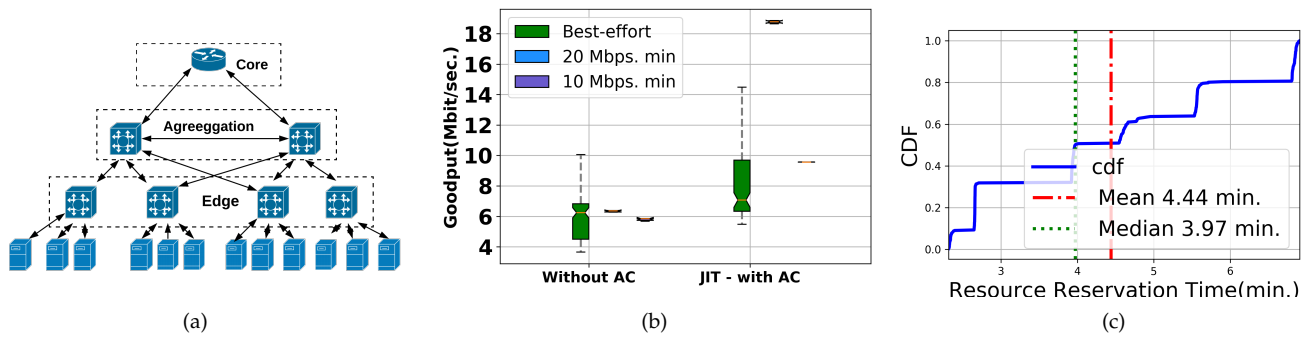 Core
Agreeggation
Edge
(a)
Goodput(Mbit/sec.)
18
16
14
12
10
8
6
4
Best-effort
20 Mbps. min
10 Mbps. min
Without AC
JIT - with AC
(b)
CDF
1.0
0.8
0.6
0.4
0.2
0.0
cdf
Mean 4.44 min.
Median 3.97 min.
3
4
5
6
Resource Reservation Time(min.)
(c)